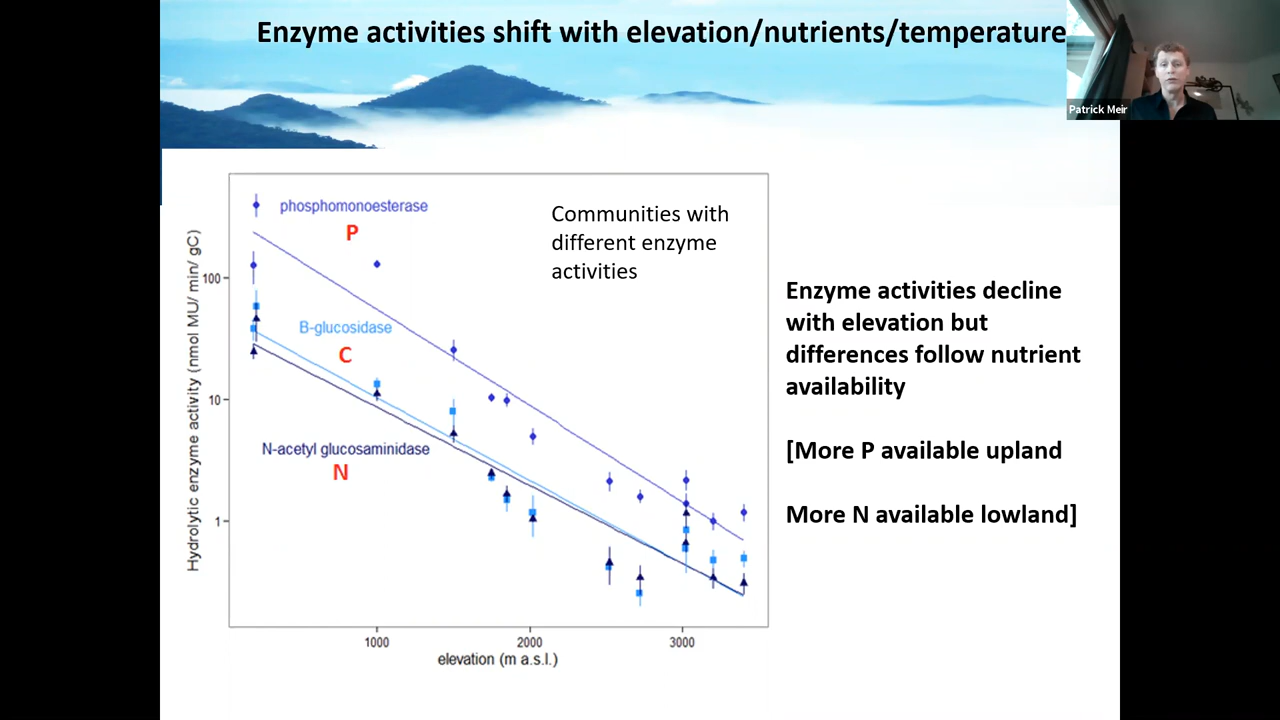 Enzyme activities shift with elevation/nutrients/temperature
Patrick Meir
phosphomonoesterase
P
Communities with
different enzyme
activities
B-glucosidase
C
N-acetyl glucosaminidase
N
Hydrolytic enzyme activity (nmol MU/ min/ gC)
100
10
1
1000
2000
3000
elevation (m a.s.l.)
Enzyme activities decline
with elevation but
differences follow nutrient
availability
[More P available upland
More N available lowland]